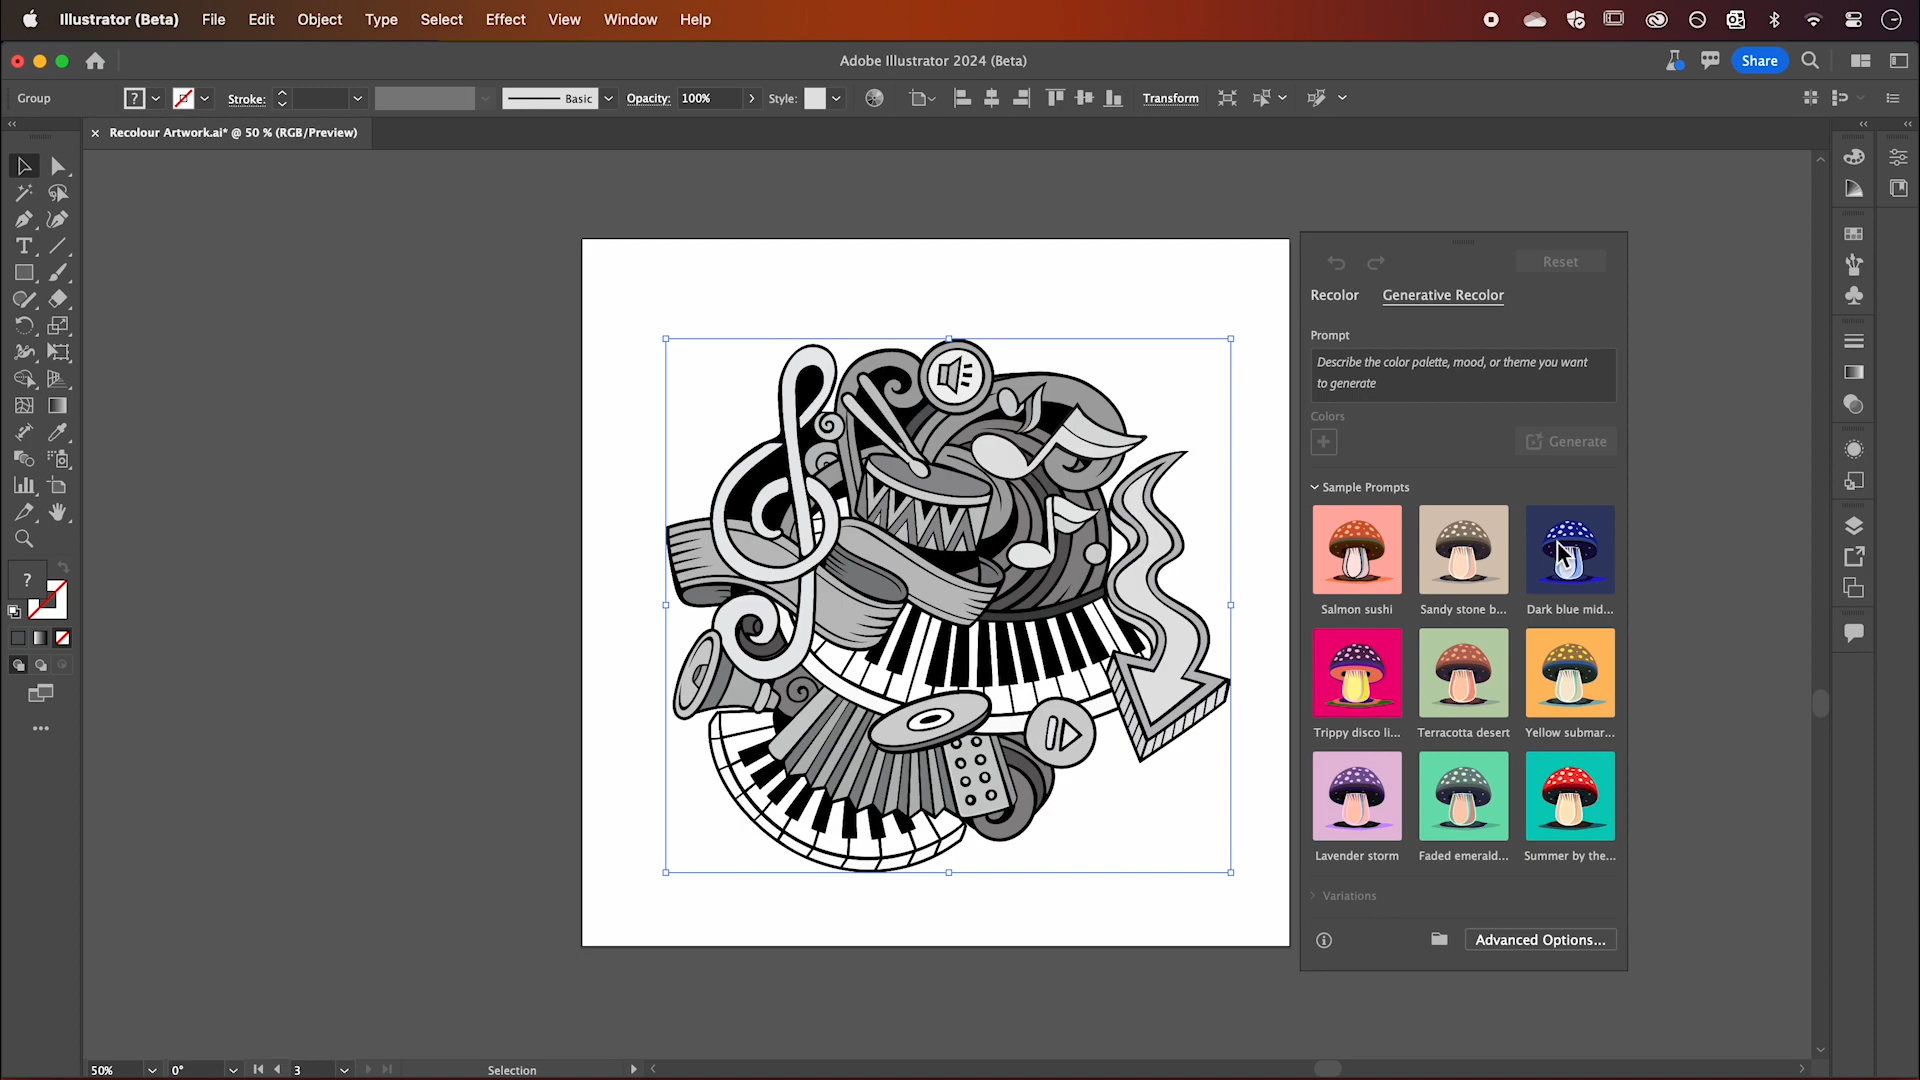 Illustrator (Beta) File Edit Object Type Select Effect View Window Help
Adobe Illustrator 2024 (Beta)
Share
Group
?
Stroke:
Basic
Opacity: 100%
Style:
Transform
× Recolour Artwork.ai* @ 50 % (RGB/Preview)
Reset
Recolor Generative Recolor
Prompt
Describe the color palette, mood, or theme you want
to generate
Colors
Generate
Sample Prompts
Salmon sushi Sandy stone b... Dark blue mid...
Trippy disco li... Terracotta desert Yellow submar...
Lavender storm Faded emerald... Summer by the...
Variations
Advanced Options...
?
50% 0° 3 Selection